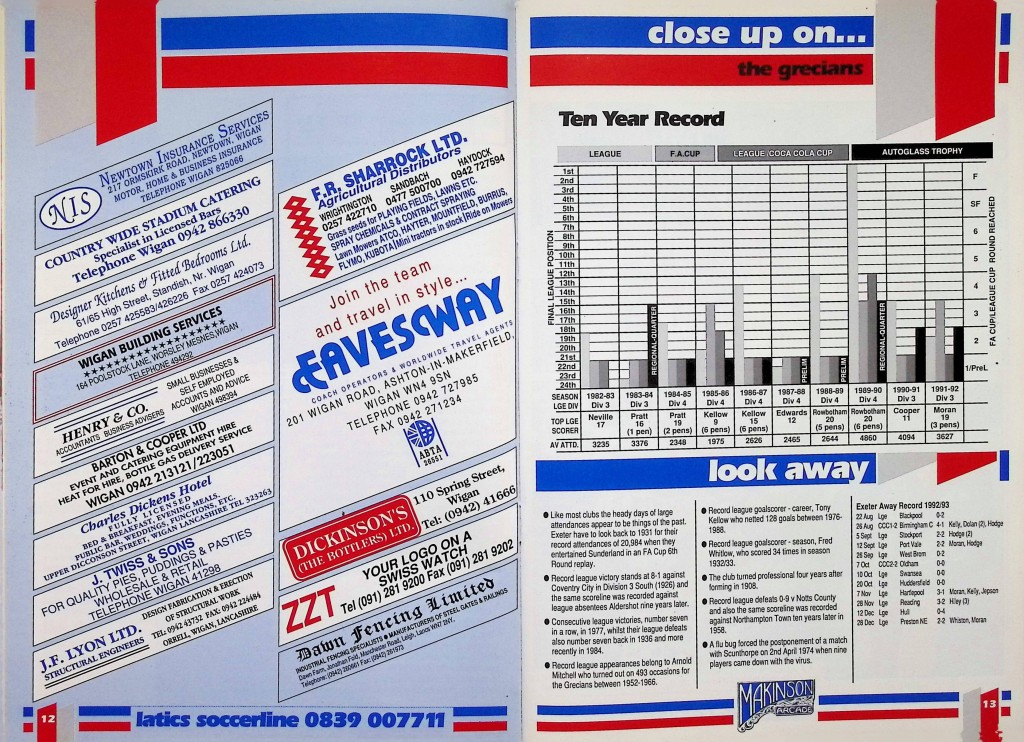 NIS
NEWTOWN INSURANCE SERVICES
217 ORMSKIRK ROAD, NEWTOWN, WIGAN
MOTOR, HOME & BUSINESS INSURANCE
TELEPHONE WIGAN 825066
COUNTRY WIDE STADIUM CATERING
Specialist in Licensed Bars
Telephone Wigan 0942 866330
Designer Kitchens & Fitted Bedrooms Ltd.
61/65 High Street, Standish, Nr. Wigan
Telephone 0257 425583/426226 Fax 0257 424073
WIGAN BUILDING SERVICES
164 POOLSTOCK LANE, WORSLEY MESNES, WIGAN
TELEPHONE 494292
HENRY & CO.
ACCOUNTANTS BUSINESS ADVISERS
SMALL BUSINESSES &
SELF EMPLOYED
ACCOUNTS AND ADVICE
WIGAN 498394
BARTON & COOPER LTD
EVENT AND CATERING EQUIPMENT HIRE
HEAT FOR HIRE, BOTTLE GAS DELIVERY SERVICE
WIGAN 0942 213121/223051
Charles Dickens Hotel
FULLY LICENSED
BED & BREAKFAST, EVENING MEALS,
PUBLIC BAR, WEDDINGS, FUNCTIONS, ETC.
UPPER DICCONSON STREET, WIGAN LANCASHIRE TEL 323263
J. TWISS & SONS
FOR QUALITY PIES, PUDDINGS & PASTIES
WHOLESALE & RETAIL
TELEPHONE WIGAN 41298
J.F. LYON LTD.
STRUCTURAL ENGINEERS
DESIGN FABRICATION & ERECTION
OF STRUCTURAL WORK
ORRELL, WIGAN, LANCASHIRE
F.R. SHARROCK LTD.
Agricultural Distributors
WRIGHTINGTON SANDBACH HAYDOCK
0257 422710 0477 500700 0942 727594
Grass seeds for PLAYING FIELDS, LAWNS ETC.
SPRAY CHEMICALS & CONTRACT SPRAYING
Lawn Mowers ATCO, HAYTER, MOUNTFIELD, BURRUS,
FLYMO, KUBOTA Mini tractors in stock Ride on Mowers
Join the team
and travel in style...
EAVESWAY
COACH OPERATORS & WORLDWIDE TRAVEL AGENTS
201 WIGAN ROAD, ASHTON-IN-MAKERFIELD,
WIGAN WN4 9SN
TELEPHONE 0942 727985
FAX 0942 271234
ABTA
26551
DICKINSON'S
(THE BOTTLERS) LTD.
110 Spring Street,
Wigan
Tel: (0942) 41666
ZZT
YOUR LOGO ON A
SWISS WATCH
Tel (091) 281 9200 Fax (091) 281 9202
Dawn Fencing Limited
INDUSTRIAL FENCING SPECIALISTS • MANUFACTURERS OF STEEL GATES & RAILINGS
Dawn Farm, Jonathan Fold, Manchester Road, Leigh, Lancs WN7
12
latics soccerline 0839 007711
close up on...
the grecians
Ten Year Record
LEAGUE F.A.CUP LEAGUE/COCA COLA CUP AUTOGLASS TROPHY
FINAL LEAGUE POSITION
1st
2nd
3rd
4th
5th
6th
7th
8th
9th
10th
11th
12th
13th
14th
15th
16th
17th
18th
19th
20th
21st
22nd
23rd
24th
F
SF
6
5
4
3
2
1/PreL
FA CUP/LEAGUE CUP ROUND REACHED
REGIONAL-QUARTER
PRELIM
PRELIM
REGIONAL-QUARTER
SEASON 1982-83 1983-84 1984-85 1985-86 1986-87 1987-88 1988-89 1989-90 1990-91 1991-92
LGE DIV Div 3 Div 3 Div 4 Div 4 Div 4 Div 4 Div 4 Div 4 Div 3 Div 3
TOP LGE Neville Pratt Pratt Kellow Kellow Edwards Rowbotham Rowbotham Cooper Moran
SCORER 17 16 19 9 15 12 20 20 11 19
(1 pen) (2 pens) (6 pens) (6 pens) (5 pens) (6 pens) (3 pens)
AV ATTD. 3235 3376 2348 1975 2626 2465 2644 4860 4094 3627
look away
• Like most clubs the heady days of large
attendances appear to be things of the past.
Exeter have to look back to 1931 for their
record attendances of 20,984 when they
entertained Sunderland in an FA Cup 6th
Round replay.
• Record league victory stands at 8-1 against
Coventry City in Division 3 South (1926) and
the same scoreline was recorded against
league absentees Aldershot nine years later.
• Consecutive league victories, number seven
in a row, in 1977, whilst their league defeats
also number seven back in 1936 and more
recently in 1984.
• Record league appearances belong to Arnold
Mitchell who turned out on 493 occasions for
the Grecians between 1952-1966.
• Record league goalscorer - career, Tony
Kellow who netted 128 goals between 1976-
1988.
• Record league goalscorer - season, Fred
Whitlow, who scored 34 times in season
1932/33.
• The club turned professional four years after
forming in 1908.
• Record league defeats 0-9 v Notts County
and also the same scoreline was recorded
against Northampton Town ten years later in
1958.
• A flu bug forced the postponement of a match
with Scunthorpe on 2nd April 1974 when nine
players came down with the virus.
Exeter Away Record 1992/93
22 Aug Lge Blackpool 0-2
26 Aug CCC1-2 Birmingham C 4-1 Kelly, Dolan (2), Hodge
5 Sept Lge Stockport 2-2 Hodge (2)
12 Sept Lge Port Vale 2-2 Moran, Hodge
26 Sep Lge West Brom 0-2
7 Oct CCC2-2 Oldham 0-0
10 Oct Lge Swansea 0-0
20 Oct Lge Huddersfield 0-0
7 Nov Lge Hartlepool 3-1 Moran, Kelly, Jepson
28 Nov Lge Reading 3-2 Hiley (3)
12 Dec Lge Hull 0-4
28 Dec Lge Preston NE 2-2 Whiston, Moran
MAKINSON
ARCADE
13